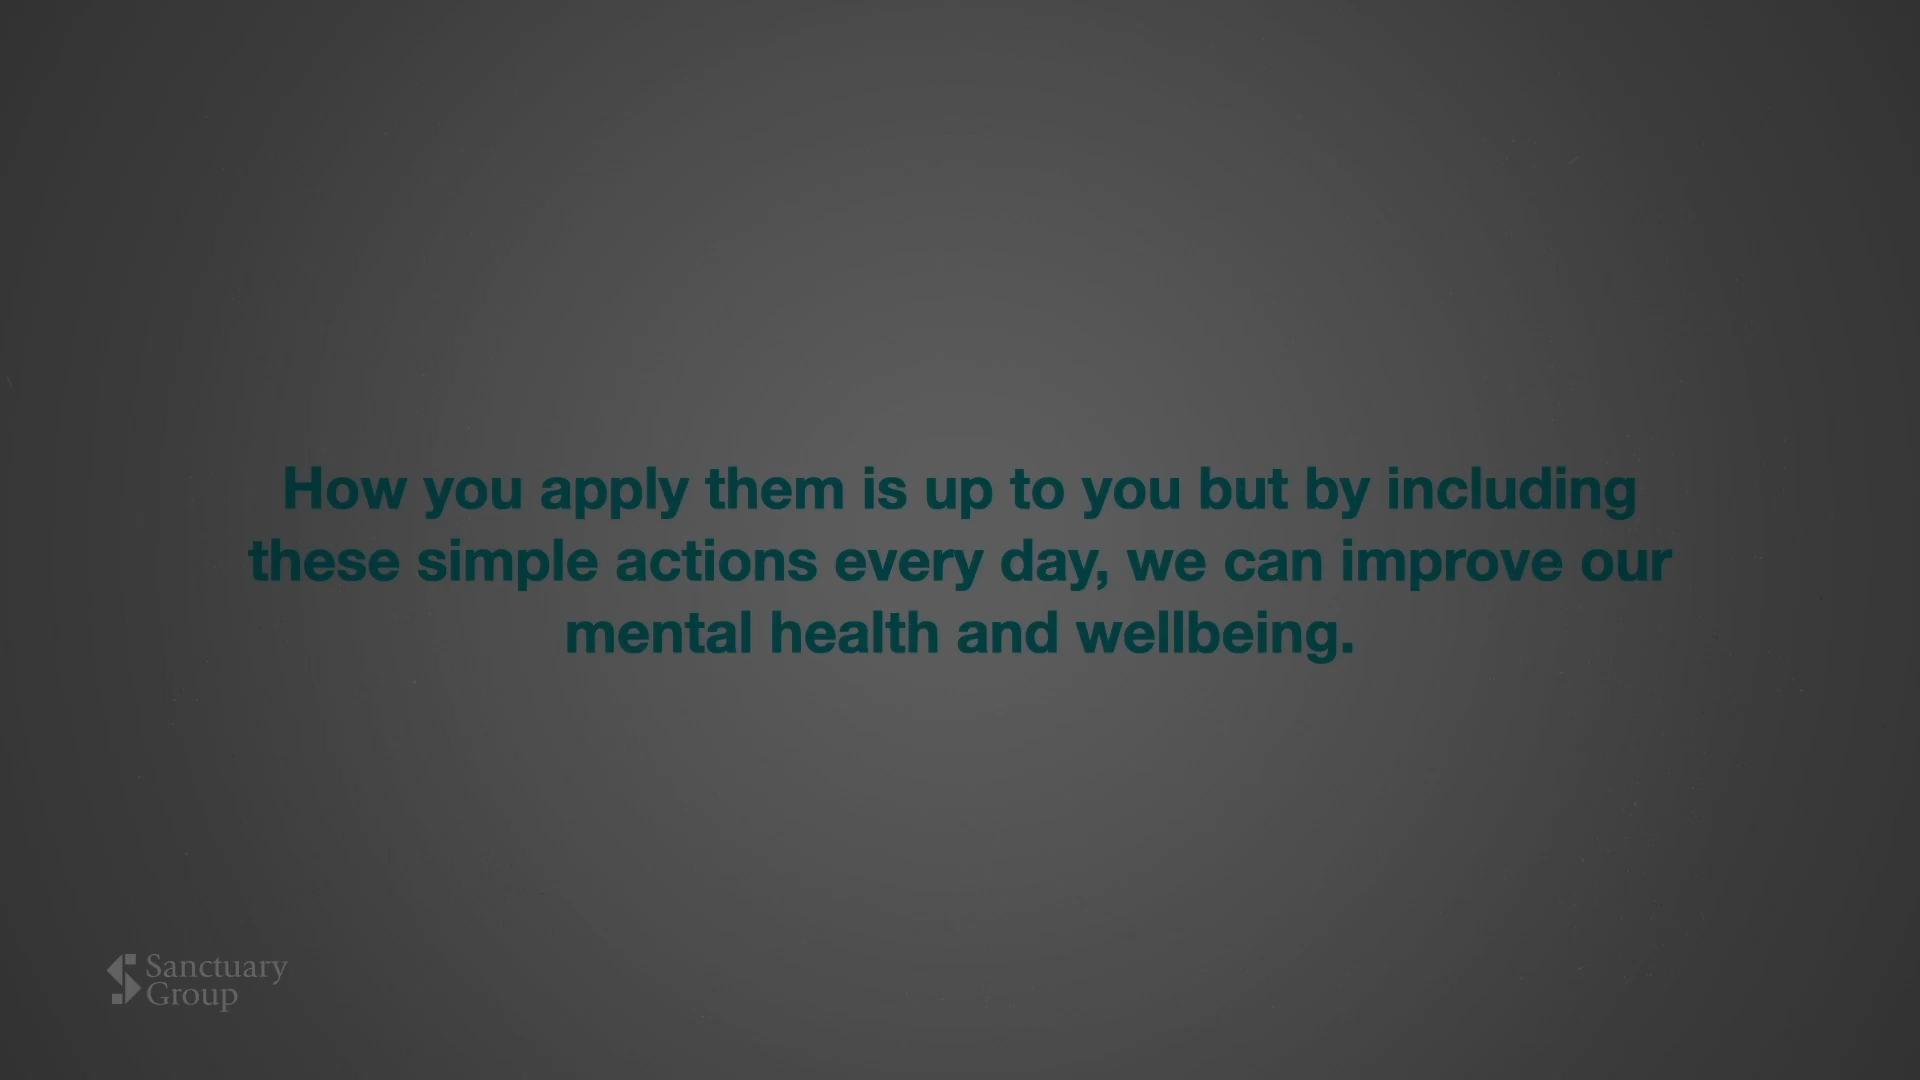 How you apply them is up to you but by including
these simple actions every day, we can improve our
mental health and wellbeing.
Sanctuary
Group